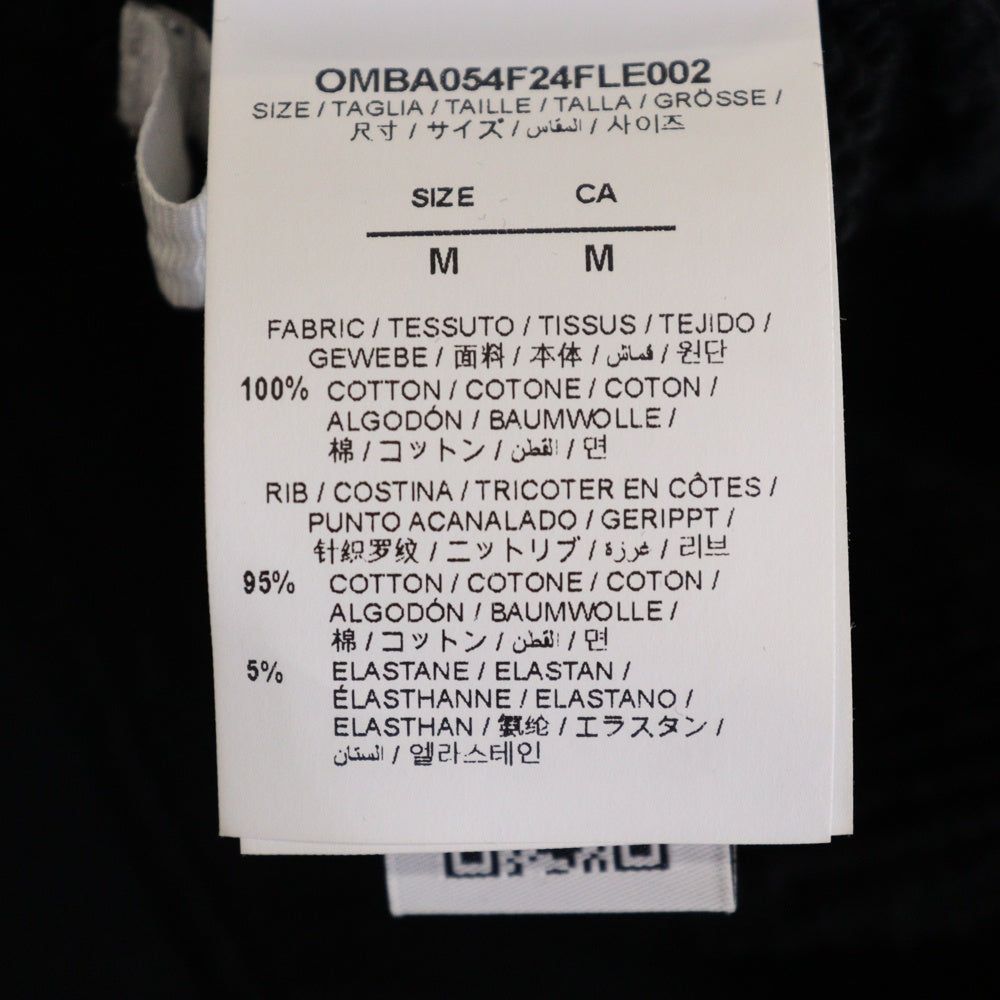 OMBA054F24FLE002
SIZE / TAGLIA / TAILLE / TALLA / GRÖSSE /
尺寸 / サイズ / المقاس / 사이즈
SIZE CA
M M
FABRIC / TESSUTO / TISSUS / TEJIDO /
GEWEBE / 面料 / 本体 / قماش / 원단
100% COTTON / COTONE / COTON /
ALGODÓN / BAUMWOLLE /
棉 / コットン / القطن / 면
RIB / COSTINA / TRICOTER EN CÔTES /
PUNTO ACANALADO / GERIPPT /
针织罗纹 / ニットリブ / غرزة / 리브
95% COTTON / COTONE / COTON /
ALGODÓN / BAUMWOLLE /
棉 / コットン / القطن / 면
5% ELASTANE / ELASTAN /
ÉLASTHANNE / ELASTANO /
ELASTHAN / 氨纶 / エラスタン /
الستان / 엘라스테인